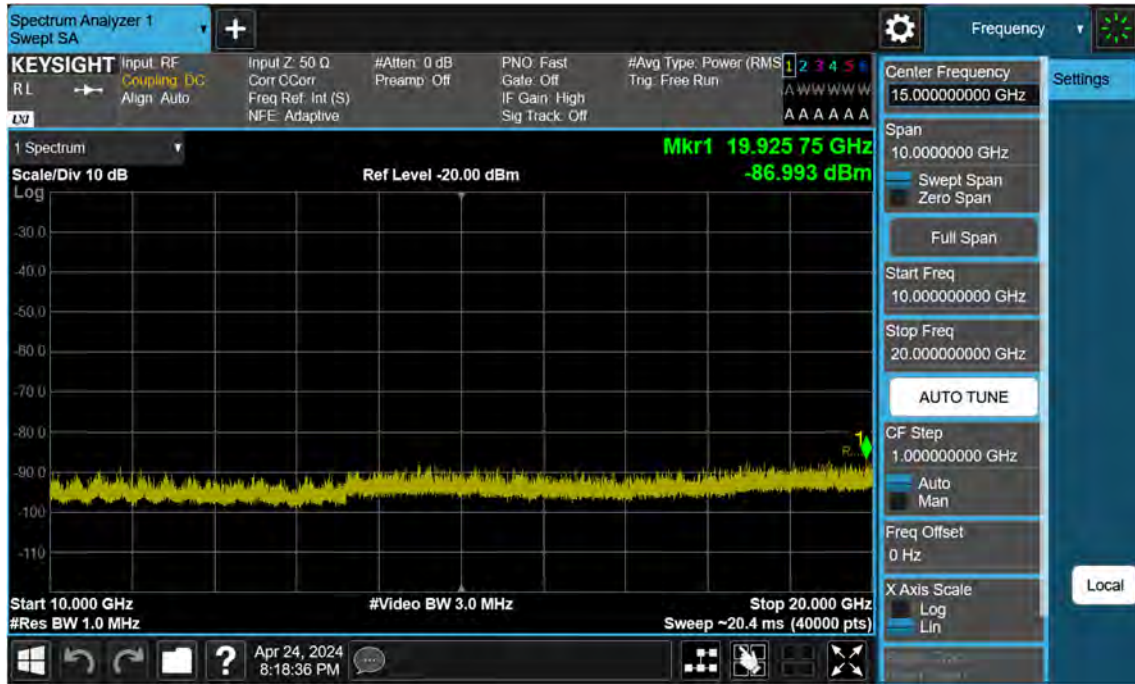 Spectrum Analyzer 1
Swept SA
Frequency
KEYSIGHT
RL
LXI
Input: RF
Coupling: DC
Align: Auto
Input Z: 50 Ω
Corr CCorr
Freq Ref: Int (S)
NFE: Adaptive
#Atten: 0 dB
Preamp: Off
PNO: Fast
Gate: Off
IF Gain: High
Sig Track: Off
#Avg Type: Power (RMS
Trig: Free Run
1 2 3 4 5 6
A W W W W W
A A A A A A
1 Spectrum
Scale/Div 10 dB
Ref Level -20.00 dBm
Mkr1 19.925 75 GHz
-86.993 dBm
Log
-30.0
-40.0
-50.0
-60.0
-70.0
-80.0
-90.0
-100
-110
1
R...
Start 10.000 GHz
#Res BW 1.0 MHz
#Video BW 3.0 MHz
Stop 20.000 GHz
Sweep ~20.4 ms (40000 pts)
Apr 24, 2024
8:18:36 PM
Center Frequency
15.000000000 GHz
Span
10.0000000 GHz
Swept Span
Zero Span
Full Span
Start Freq
10.000000000 GHz
Stop Freq
20.000000000 GHz
AUTO TUNE
CF Step
1.000000000 GHz
Auto
Man
Freq Offset
0 Hz
X Axis Scale
Log
Lin
Settings
Local